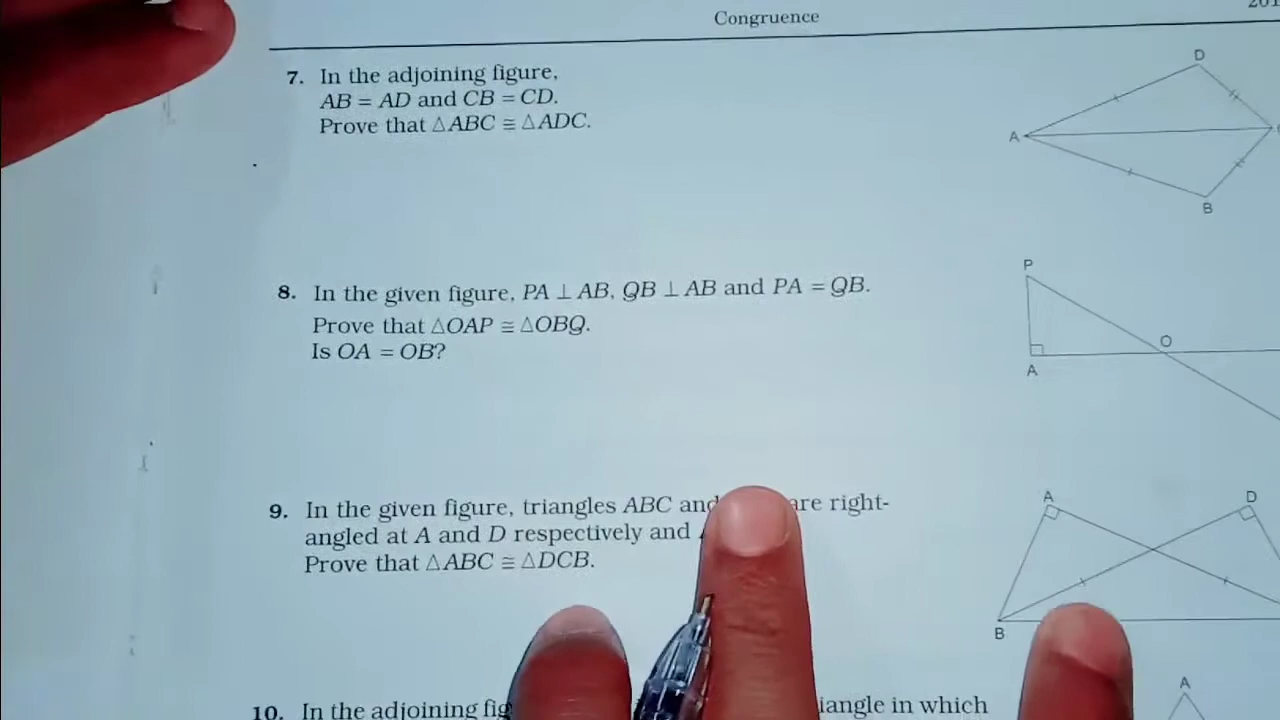 Congruence
7. In the adjoining figure,
AB = AD and CB = CD.
Prove that △ABC ≅ △ADC.
D
A
B
8. In the given figure, PA ⊥ AB, QB ⊥ AB and PA = QB.
Prove that △OAP ≅ △OBQ.
Is OA = OB?
P
O
A
9. In the given figure, triangles ABC and are right-
angled at A and D respectively and
Prove that △ABC ≅ △DCB.
A
D
B
10. In the adjoining in which
A